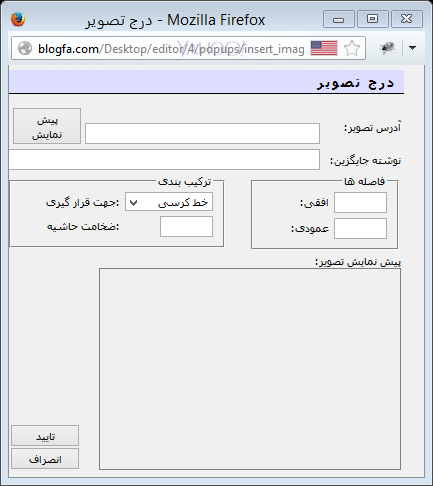 درج تصویر - Mozilla Firefox
blogfa.com/Desktop/editor/4/popups/insert_imag
YAHOO!
درج تصویر
آدرس تصویر:
پیش نمایش
نوشته جایگزین:
فاصله ها
افقی:
عمودی:
ترکیب بندی
جهت قرار گیری:
خط کرسی
ضخامت حاشیه:
پیش نمایش تصویر:
تایید
انصراف